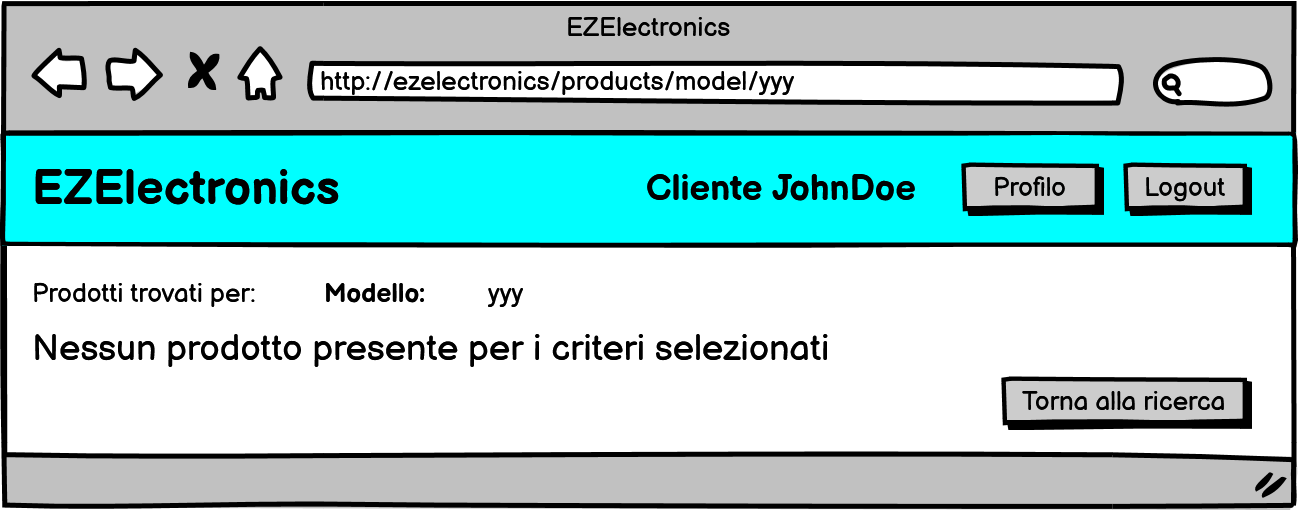 EZElectronics
http://ezelectronics/products/model/yyy
EZElectronics Cliente JohnDoe Profilo Logout
Prodotti trovati per: Modello: yyy
Nessun prodotto presente per i criteri selezionati
Torna alla ricerca